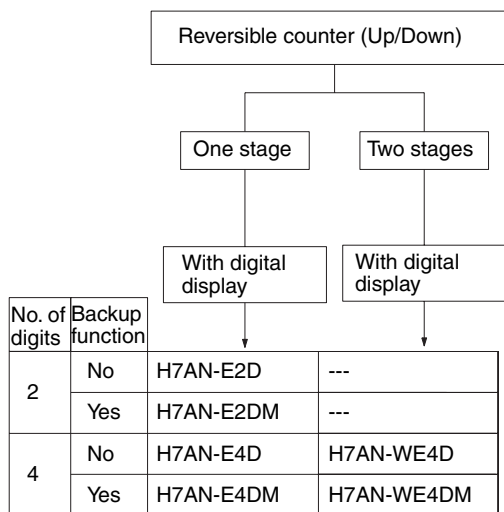 Reversible counter (Up/Down)
One stage
Two stages
With digital
display
With digital
display
No. of
digits
Backup
function
2
No
H7AN-E2D
---
Yes
H7AN-E2DM
---
4
No
H7AN-E4D
H7AN-WE4D
Yes
H7AN-E4DM
H7AN-WE4DM